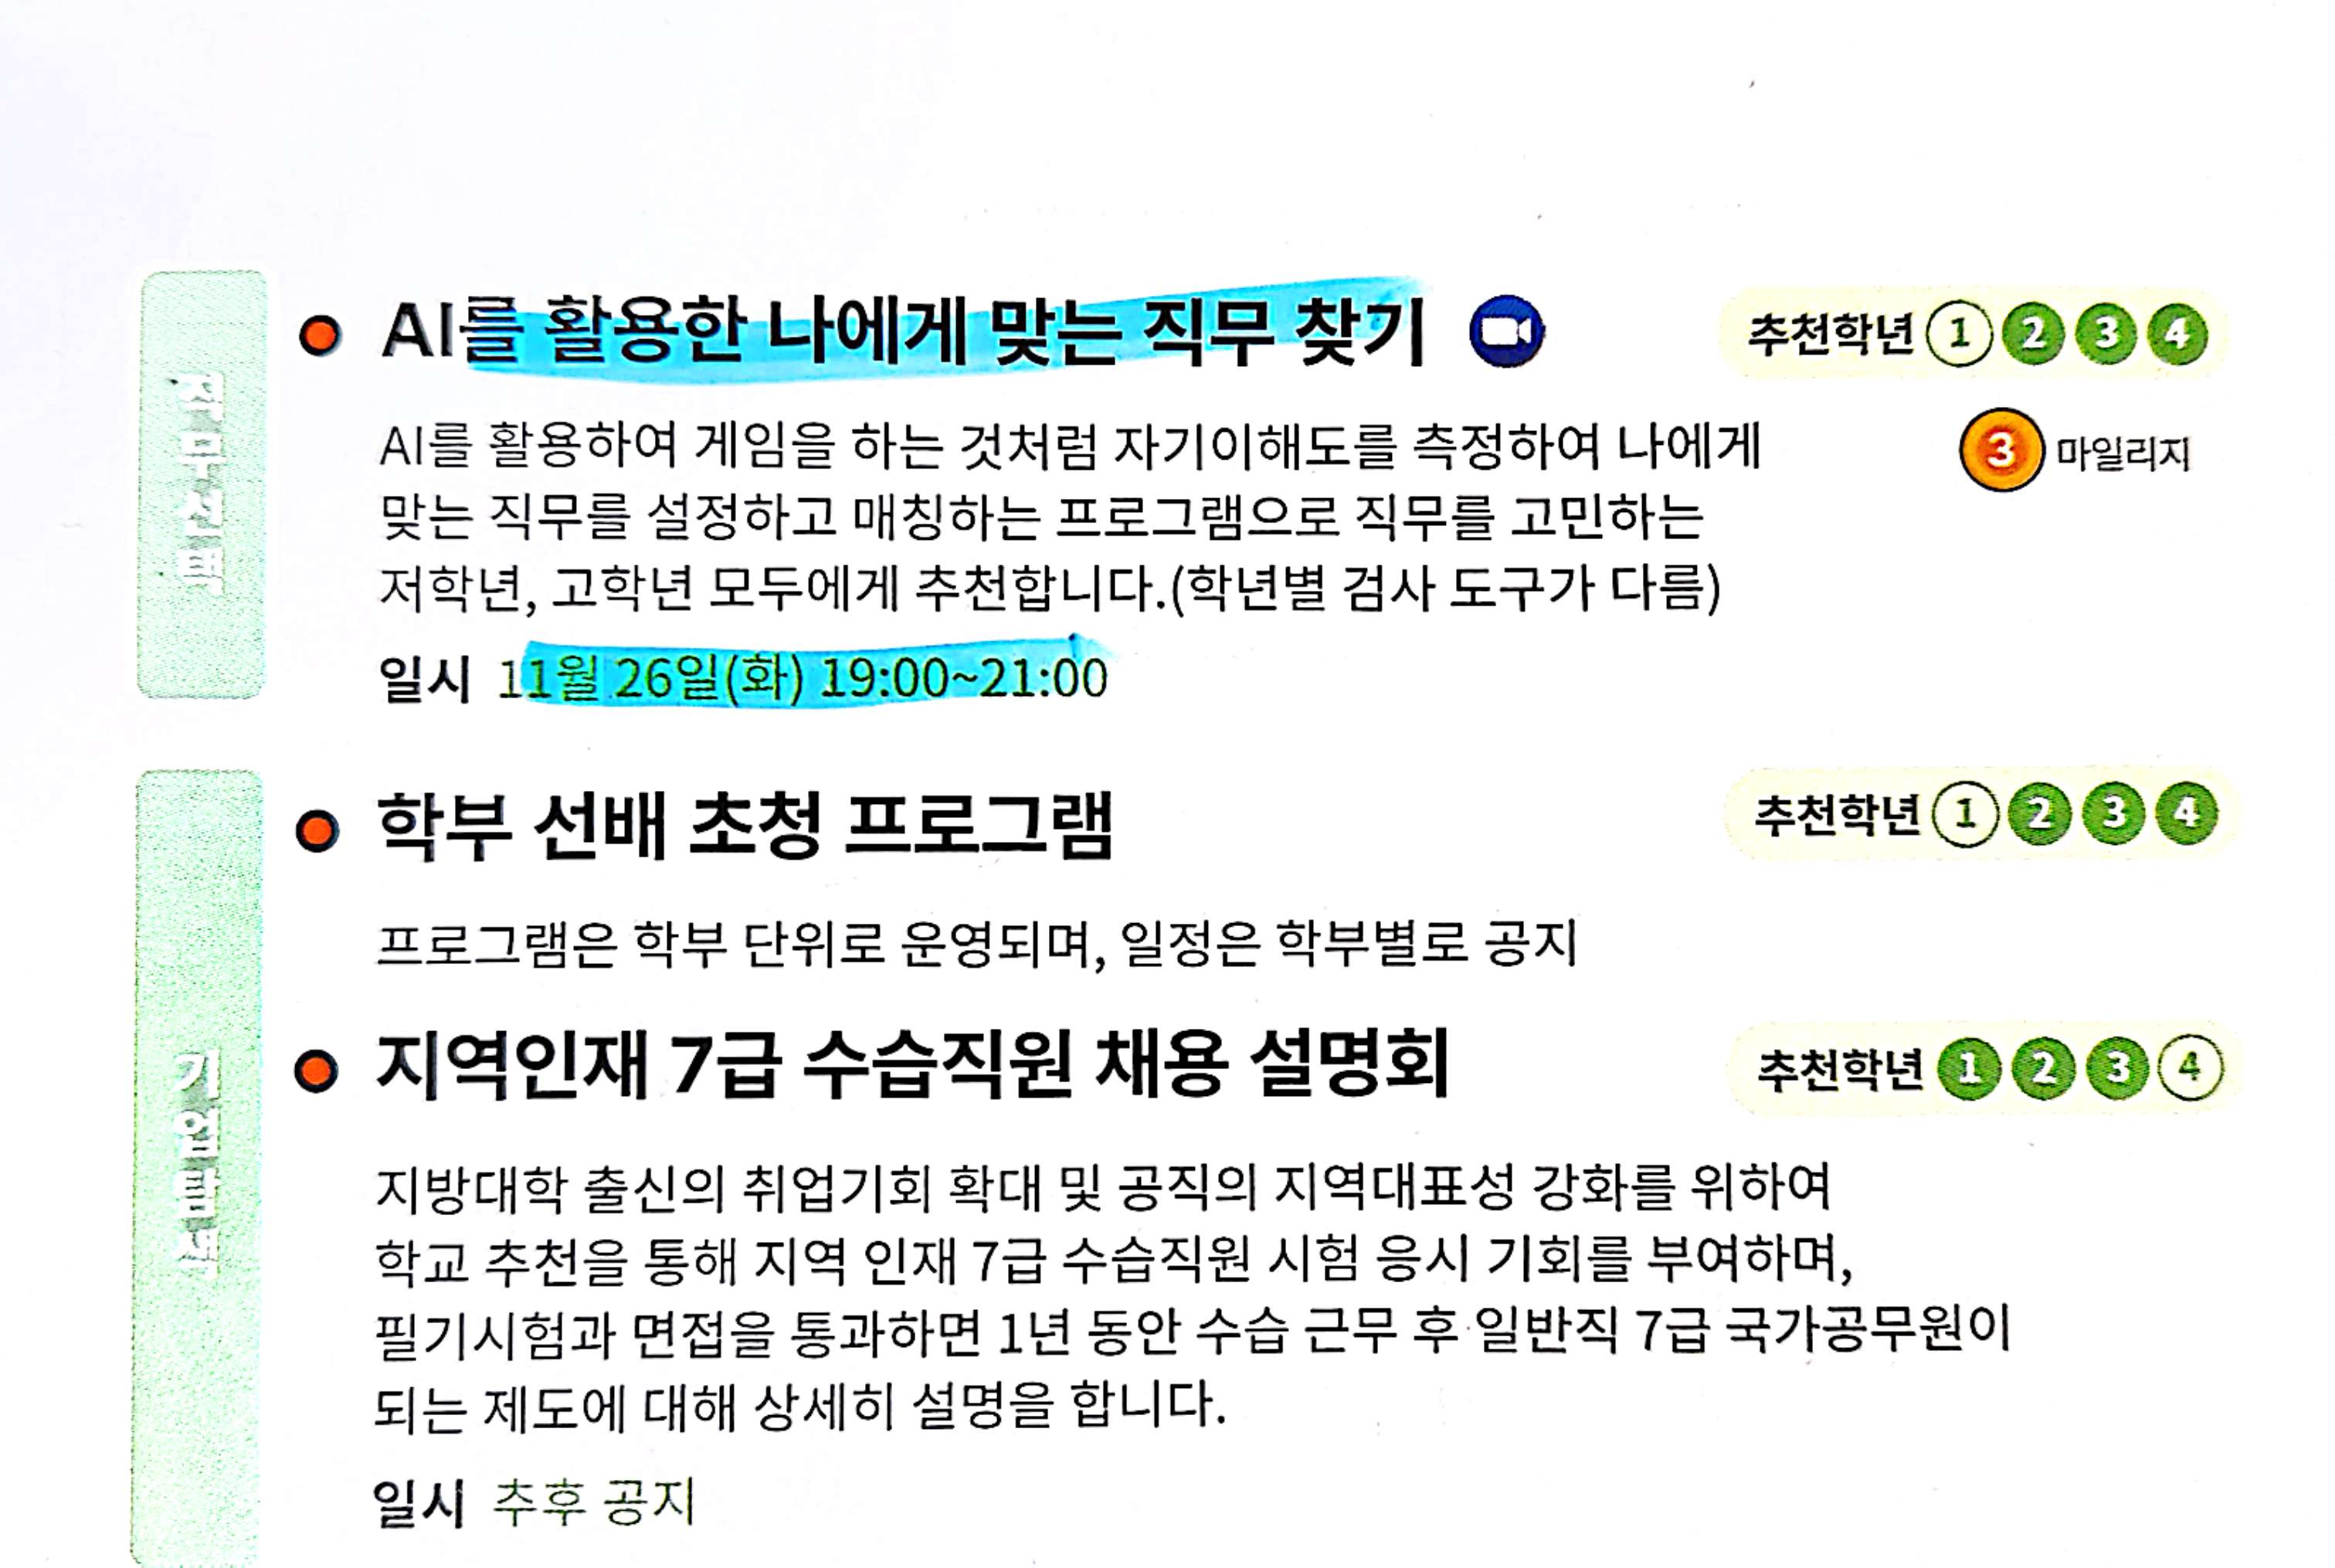 직무선택
AI를 활용한 나에게 맞는 직무 찾기
추천학년 1 2 3 4
AI를 활용하여 게임을 하는 것처럼 자기이해도를 측정하여 나에게
3 마일리지
맞는 직무를 설정하고 매칭하는 프로그램으로 직무를 고민하는
저학년, 고학년 모두에게 추천합니다.(학년별 검사 도구가 다름)
일시 11월 26일(화) 19:00~21:00
기업탐색
학부 선배 초청 프로그램
추천학년 1 2 3 4
프로그램은 학부 단위로 운영되며, 일정은 학부별로 공지
지역인재 7급 수습직원 채용 설명회
추천학년 1 2 3 4
지방대학 출신의 취업기회 확대 및 공직의 지역대표성 강화를 위하여
학교 추천을 통해 지역 인재 7급 수습직원 시험 응시 기회를 부여하며,
필기시험과 면접을 통과하면 1년 동안 수습 근무 후 일반직 7급 국가공무원이
되는 제도에 대해 상세히 설명을 합니다.
일시 추후 공지